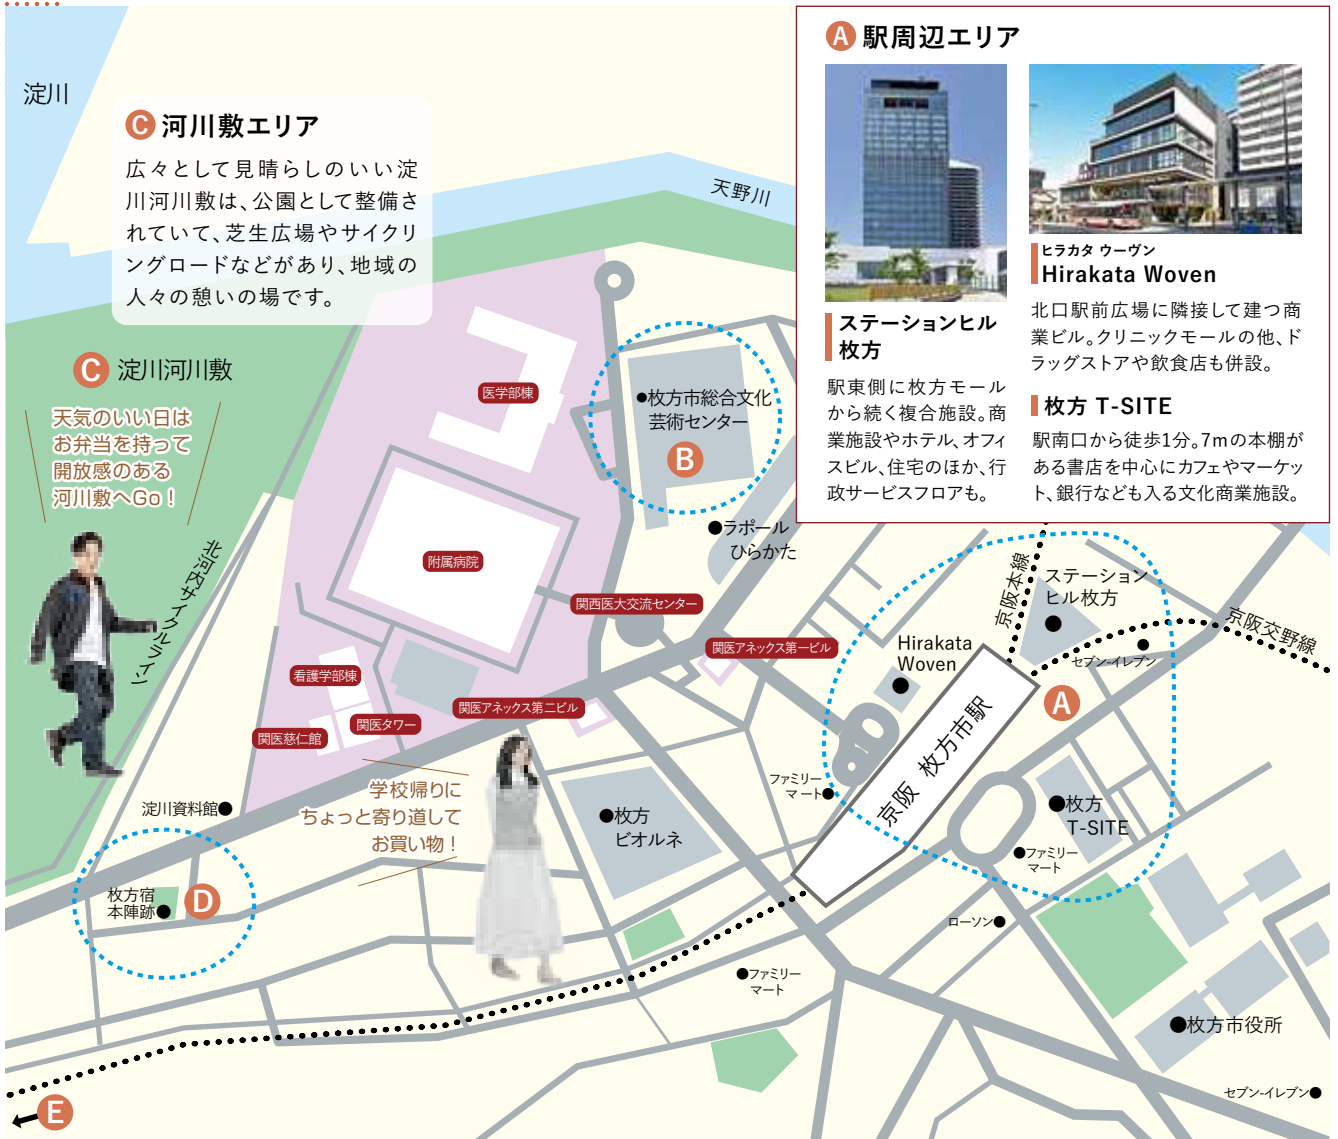 淀川
C 河川敷エリア
広々として見晴らしのいい淀
川河川敷は、公園として整備さ
れていて、芝生広場やサイクリ
ングロードなどがあり、地域の
人々の憩いの場です。
天野川
A 駅周辺エリア
ステーションヒル
枚方
駅東側に枚方モール
から続く複合施設。商
業施設やホテル、オフィ
スビル、住宅のほか、行
政サービスフロアも。
ヒラカタ ウーヴン
Hirakata Woven
北口駅前広場に隣接して建つ商
業ビル。クリニックモールの他、ド
ラッグストアや飲食店も併設。
枚方 T-SITE
駅南口から徒歩1分。7mの本棚が
ある書店を中心にカフェやマーケッ
ト、銀行なども入る文化商業施設。
C 淀川河川敷
天気のいい日は
お弁当を持って
開放感のある
河川敷へGo！
北河内サイクルライン
医学部棟
●枚方市総合文化
芸術センター
B
●ラポール
ひらかた
附属病院
関西医大交流センター
関医アネックス第一ビル
看護学部棟
関医タワー
関医アネックス第二ビル
関医慈仁館
京阪本線
ステーション
ヒル枚方
京阪交野線
セブン-イレブン
Hirakata
Woven
A
京阪 枚方市駅
ファミリー
マート
淀川資料館
学校帰りに
ちょっと寄り道して
お買い物！
枚方
ビオルネ
枚方
T-SITE
ファミリー
マート
枚方宿
本陣跡
D
ローソン
ファミリー
マート
枚方市役所
セブン-イレブン
E